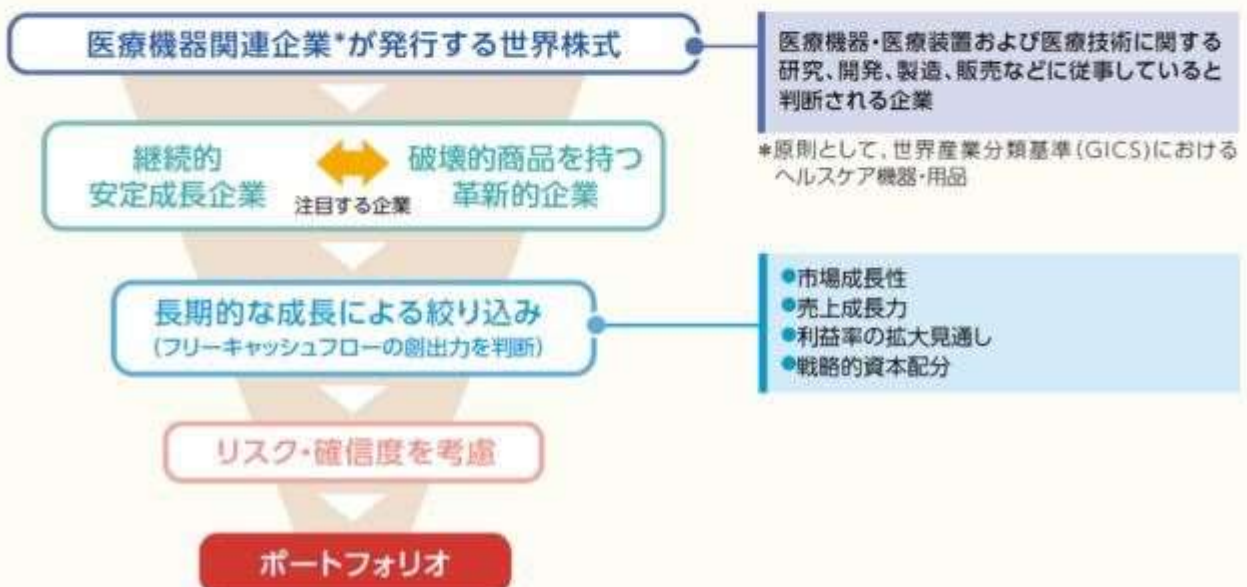 医療機器関連企業*が発行する世界株式
医療機器・医療装置および医療技術に関する
研究、開発、製造、販売などに従事していると
判断される企業
*原則として、世界産業分類基準(GICS)における
ヘルスケア機器・用品
継続的
安定成長企業
注目する企業
破壊的商品を持つ
革新的企業
長期的な成長による絞り込み
(フリーキャッシュフローの創出力を判断)
●市場成長性
●売上成長力
●利益率の拡大見通し
●戦略的資本配分
リスク・確信度を考慮
ポートフォリオ